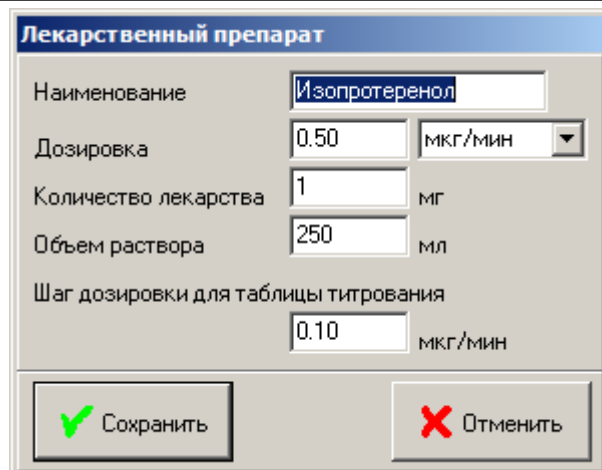 Лекарственный препарат
Наименование Изопротеренол
Дозировка 0.50 мкг/мин
Количество лекарства 1 мг
Объем раствора 250 мл
Шаг дозировки для таблицы титрования
0.10 мкг/мин
Сохранить Отменить